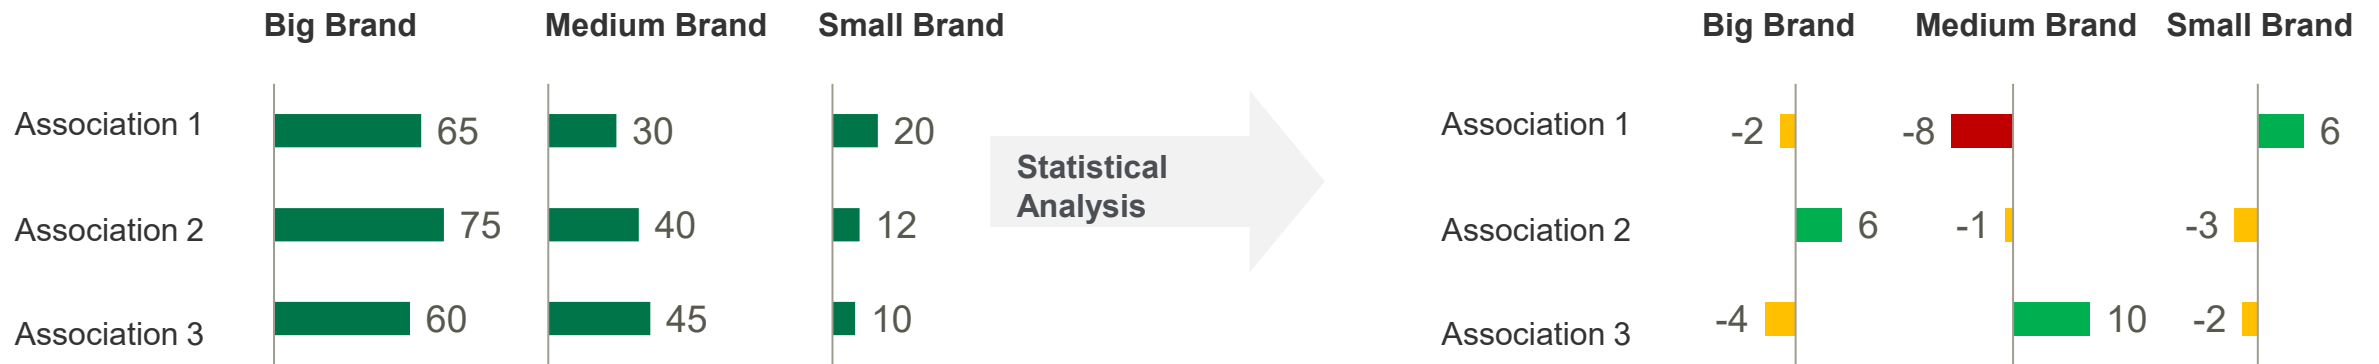 Big Brand Medium Brand Small Brand
Association 1 65 30 20
Association 2 75 40 12
Association 3 60 45 10
Statistical
Analysis
Big Brand Medium Brand Small Brand
Association 1 -2 -8 6
Association 2 6 -1 -3
Association 3 -4 10 -2